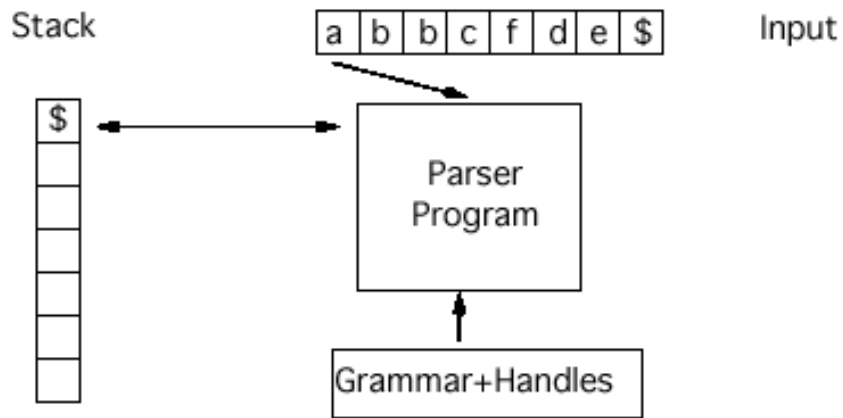 Stack
a b b c f d e $
Input
$
Parser
Program
Grammar+Handles